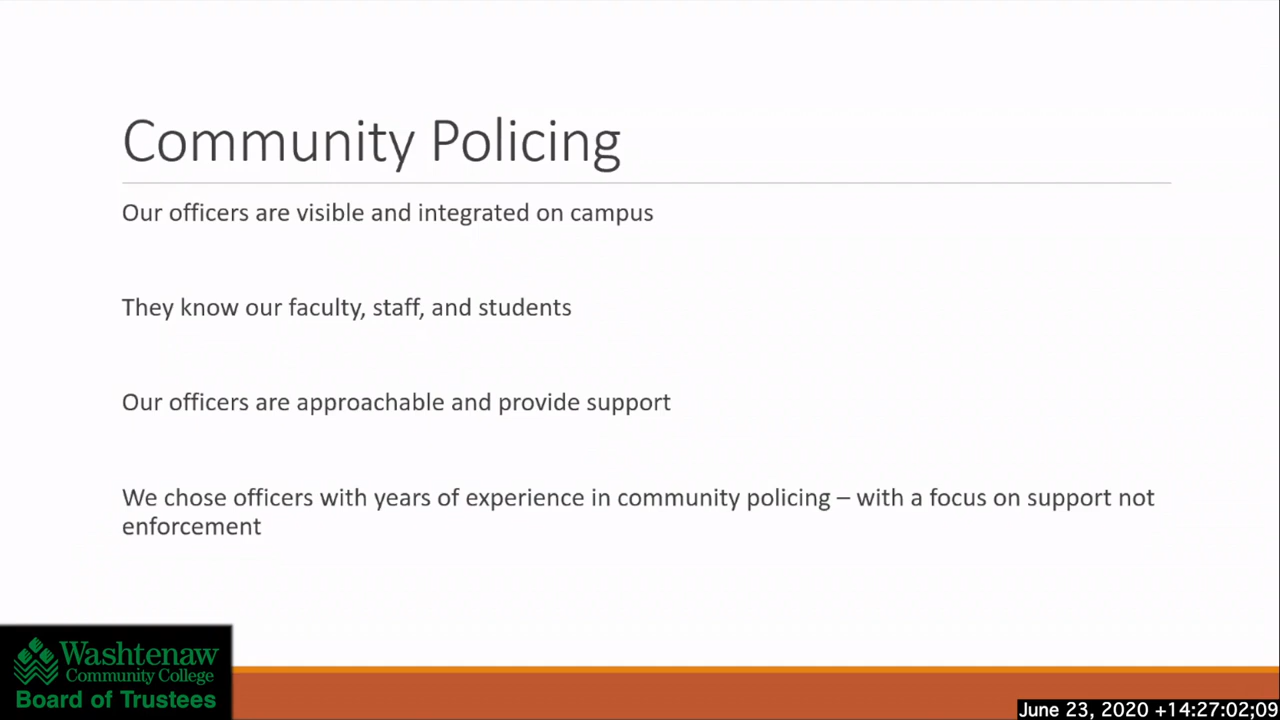 Community Policing
Our officers are visible and integrated on campus
They know our faculty, staff, and students
Our officers are approachable and provide support
We chose officers with years of experience in community policing – with a focus on support not
enforcement
Washtenaw
Community College
Board of Trustees
June 23, 2020 +14:27:02;09